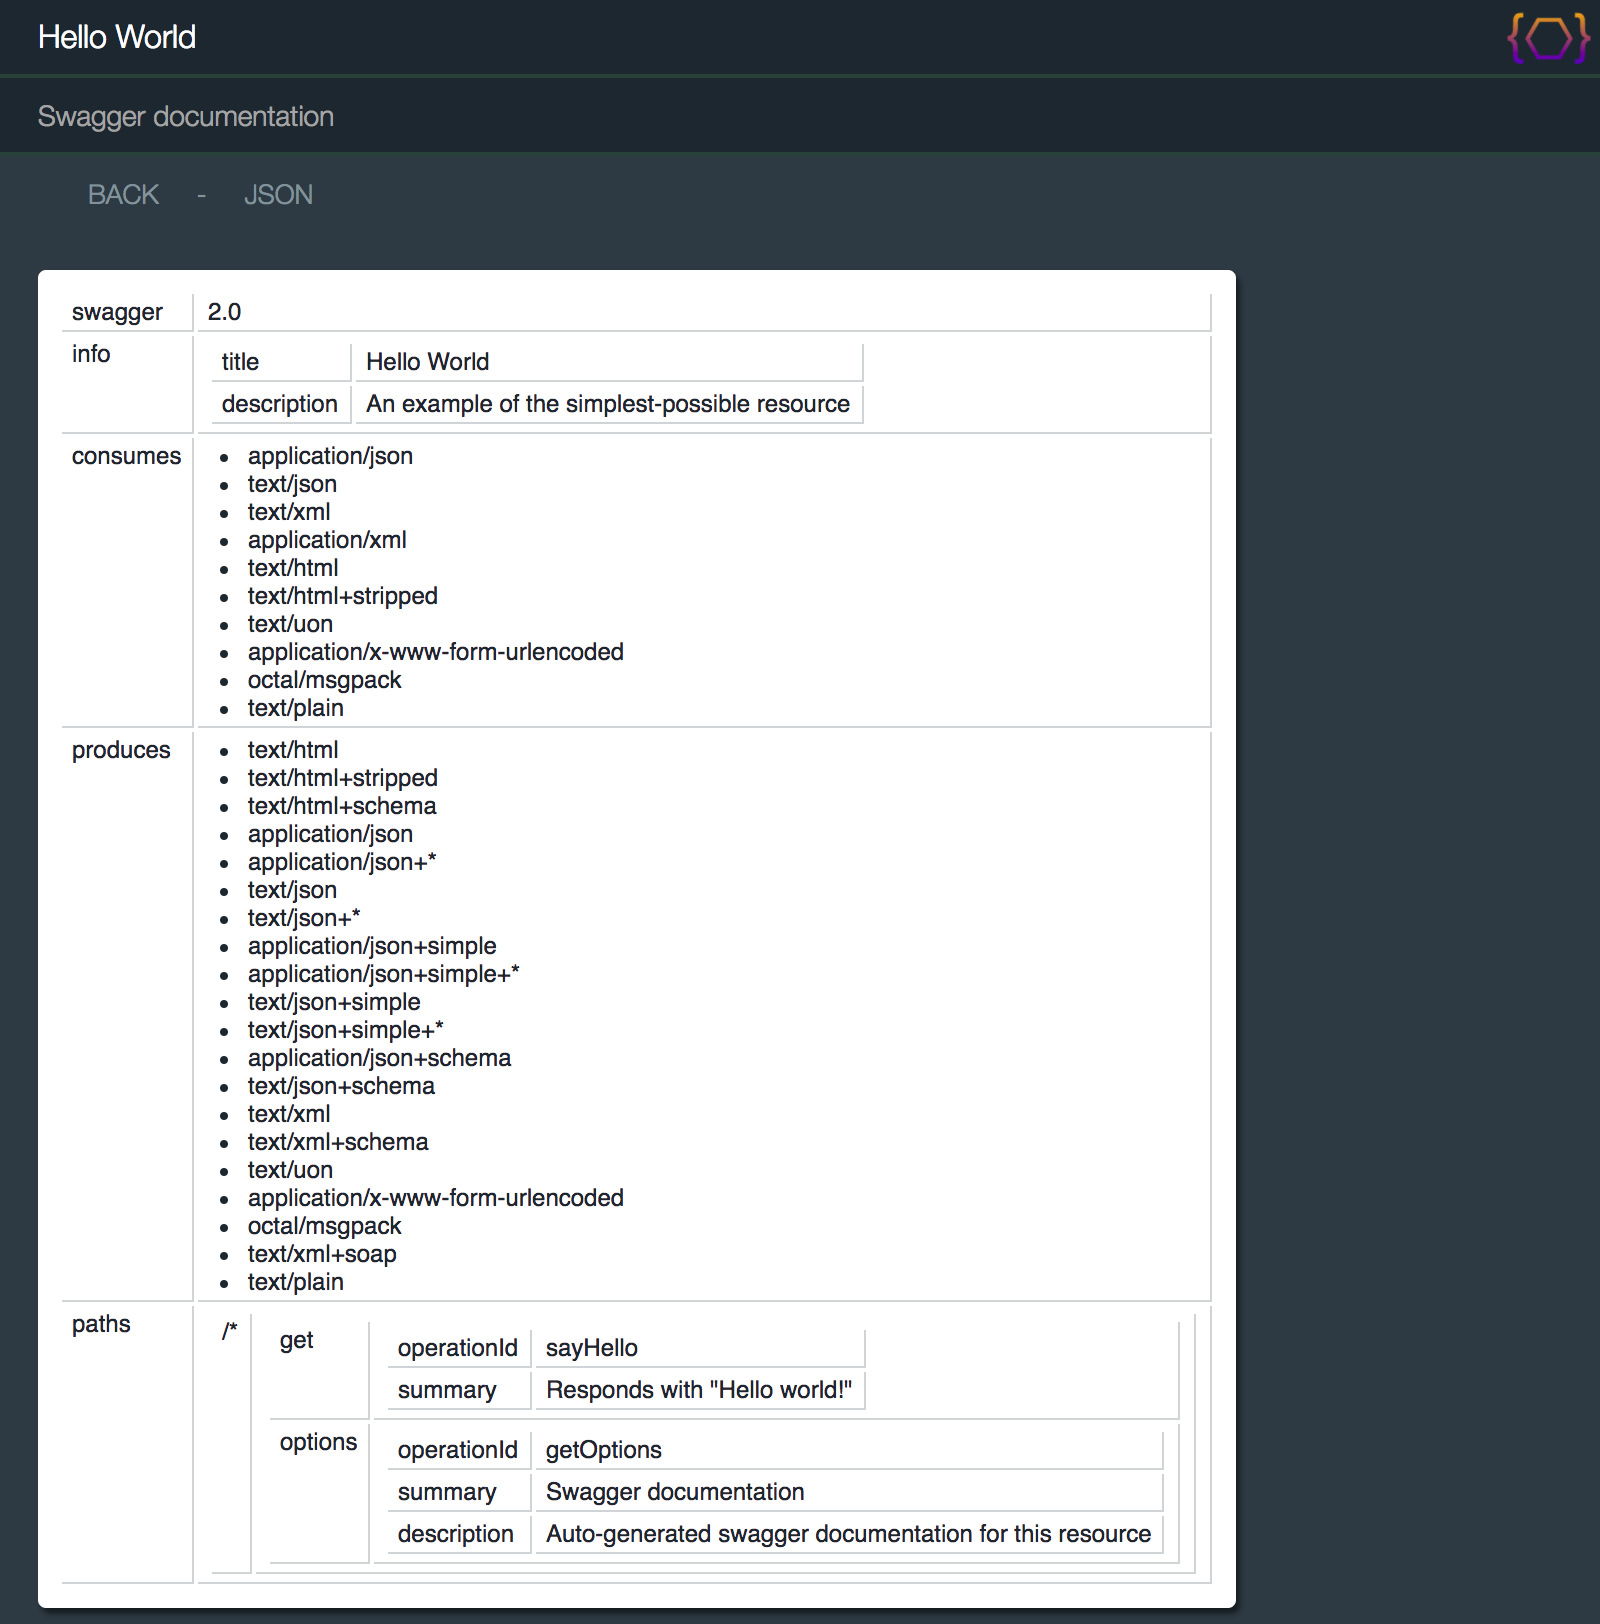 Hello World
Swagger documentation
BACK - JSON
swagger 2.0
info
title Hello World
description An example of the simplest-possible resource
consumes
• application/json
• text/json
• text/xml
• application/xml
• text/html
• text/html+stripped
• text/uon
• application/x-www-form-urlencoded
• octal/msgpack
• text/plain
produces
• text/html
• text/html+stripped
• text/html+schema
• application/json
• application/json+*
• text/json
• text/json+*
• application/json+simple
• application/json+simple+*
• text/json+simple
• text/json+simple+*
• application/json+schema
• text/json+schema
• text/xml
• text/xml+schema
• text/uon
• application/x-www-form-urlencoded
• octal/msgpack
• text/xml+soap
• text/plain
paths
/*
get
operationId sayHello
summary Responds with "Hello world!"
options
operationId getOptions
summary Swagger documentation
description Auto-generated swagger documentation for this resource